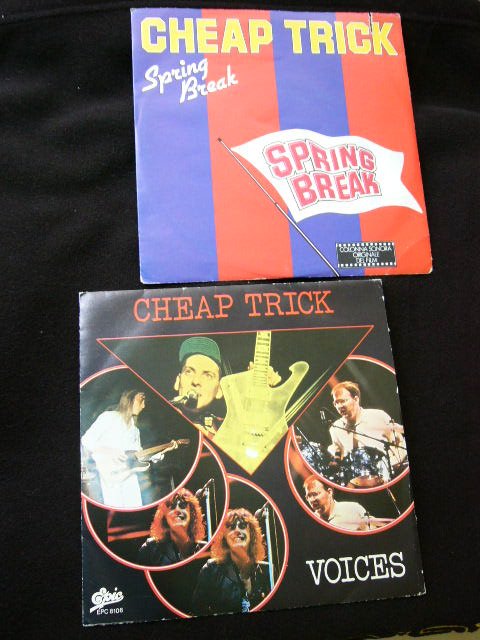 CHEAP TRICK
Spring
Break
SPRING
BREAK
COLONNA SONORA
ORIGINALE
DEL FILM
CHEAP TRICK
VOICES
Epic
EPC 8108